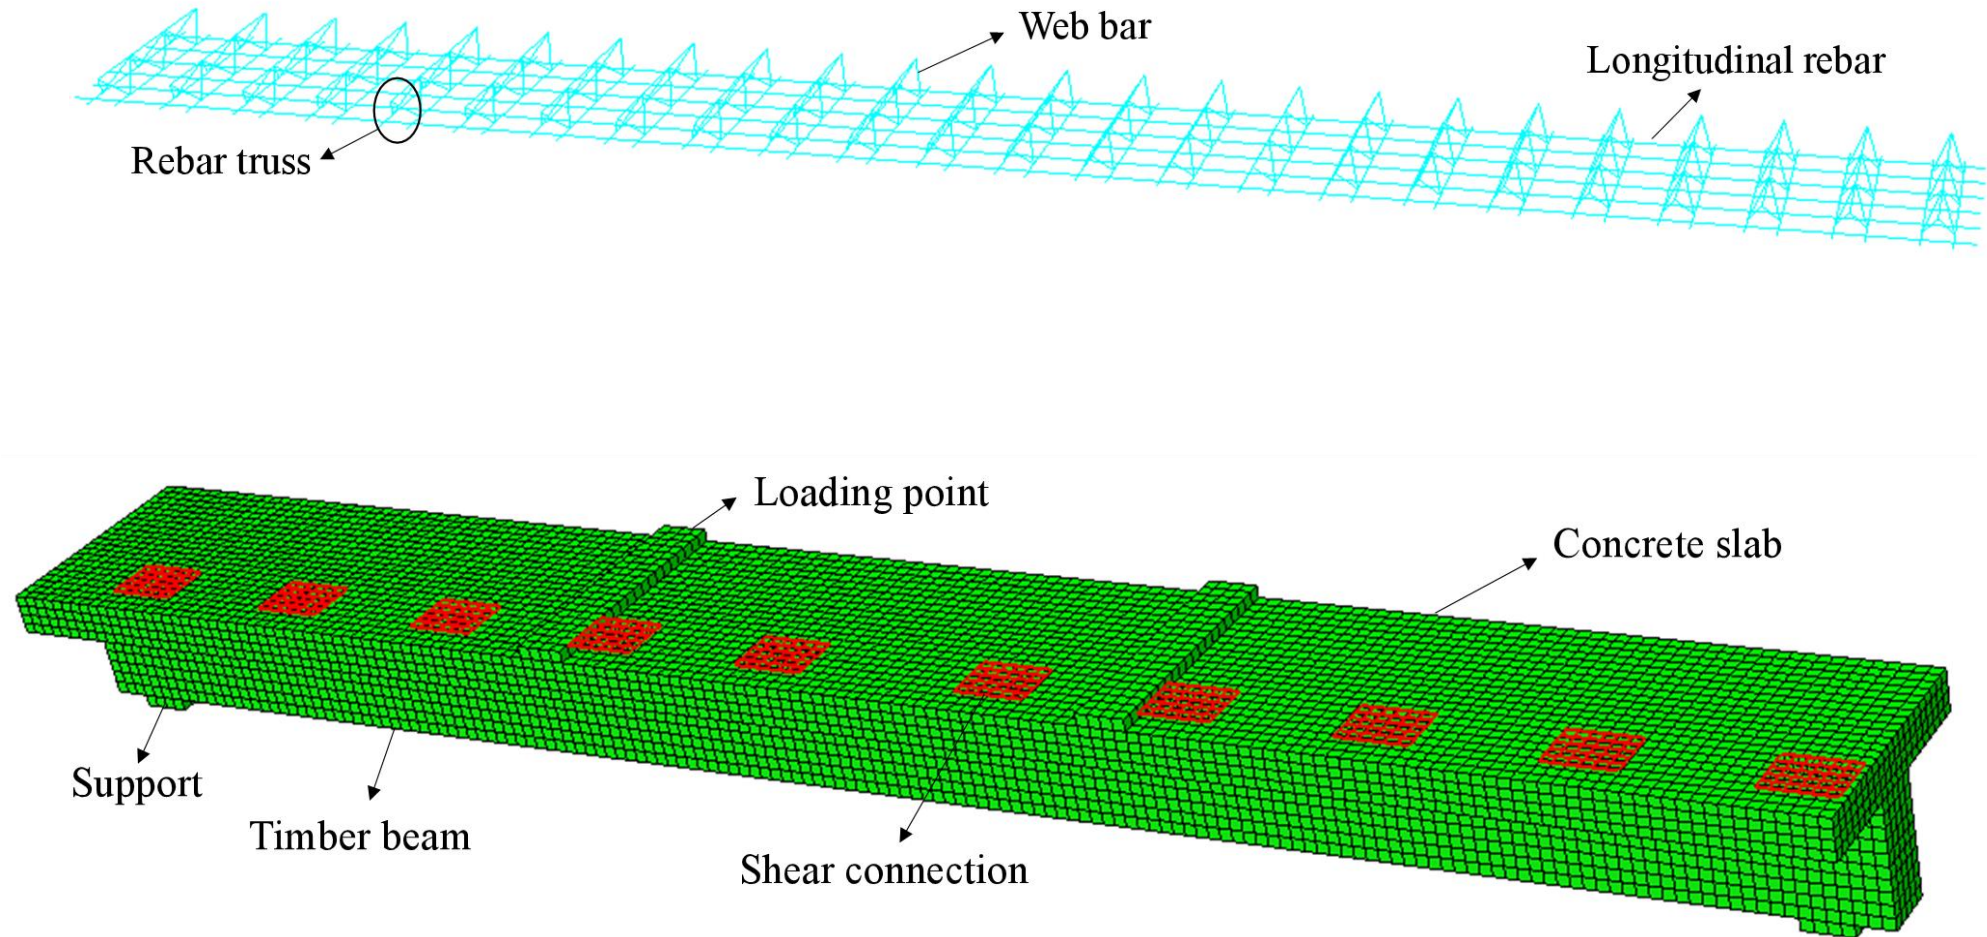 Web bar
Longitudinal rebar
Rebar truss
Loading point
Concrete slab
Support
Timber beam
Shear connection